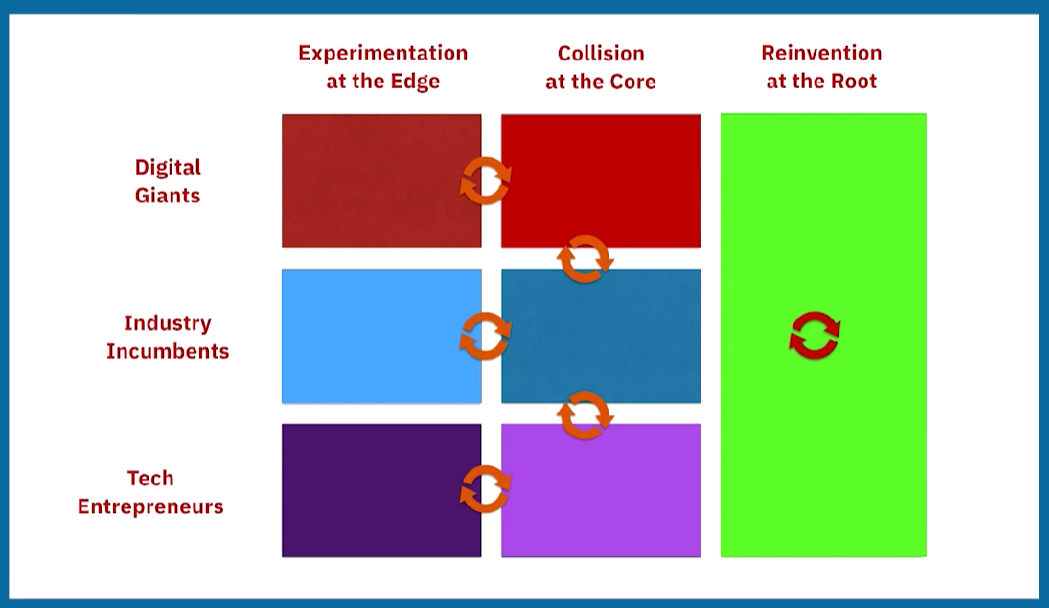 Experimentation
at the Edge
Collision
at the Core
Reinvention
at the Root
Digital
Giants
Industry
Incumbents
Tech
Entrepreneurs